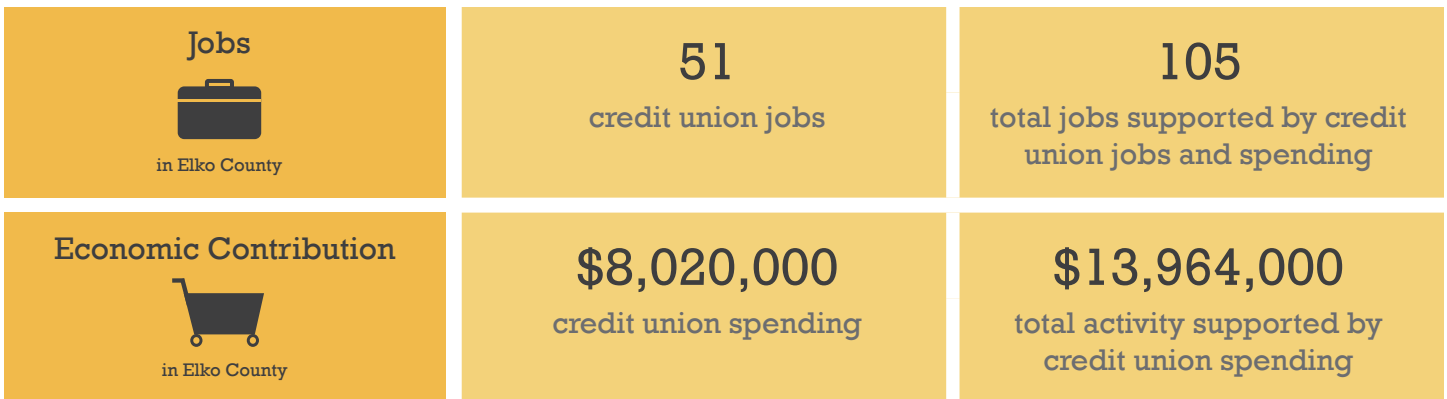 Jobs
in Elko County
51
credit union jobs
105
total jobs supported by credit
union jobs and spending
Economic Contribution
in Elko County
$8,020,000
credit union spending
$13,964,000
total activity supported by
credit union spending